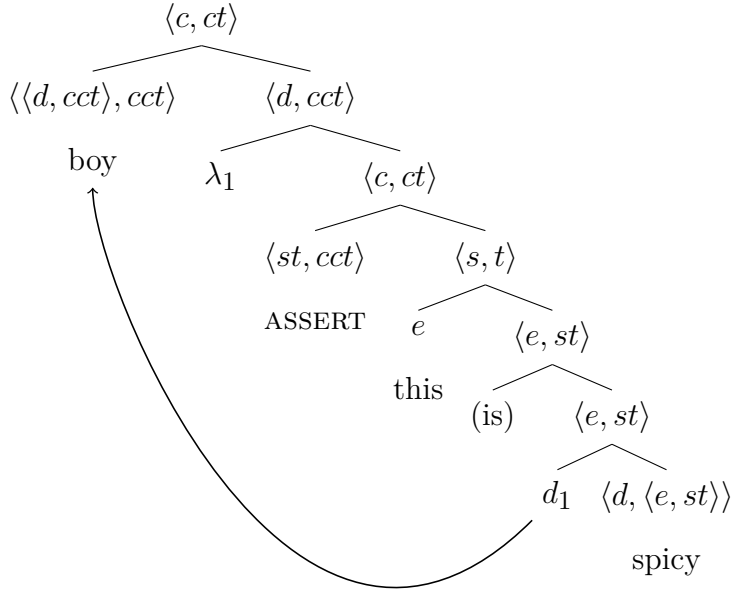 ⟨c, ct⟩
⟨⟨d, cct⟩, cct⟩ ⟨d, cct⟩
boy λ₁ ⟨c, ct⟩
⟨st, cct⟩ ⟨s, t⟩
ASSERT e ⟨e, st⟩
this (is) ⟨e, st⟩
d₁ ⟨d, ⟨e, st⟩⟩
spicy